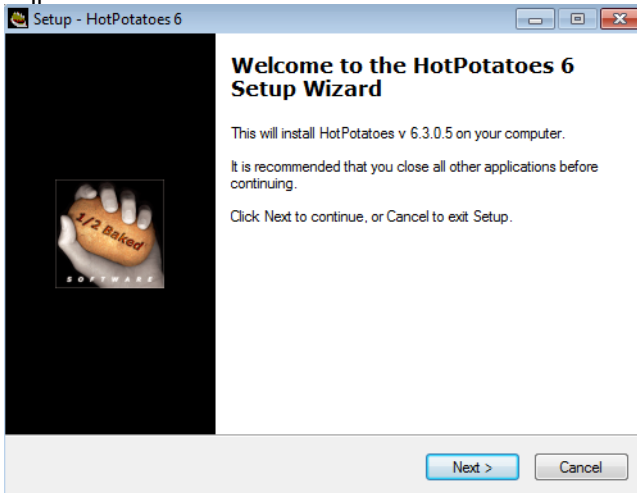 Setup - HotPotatoes 6
Welcome to the HotPotatoes 6
Setup Wizard
This will install HotPotatoes v 6.3.0.5 on your computer.
It is recommended that you close all other applications before
continuing.
Click Next to continue, or Cancel to exit Setup.
1/2 Baked
SOFTWARE
Next >
Cancel